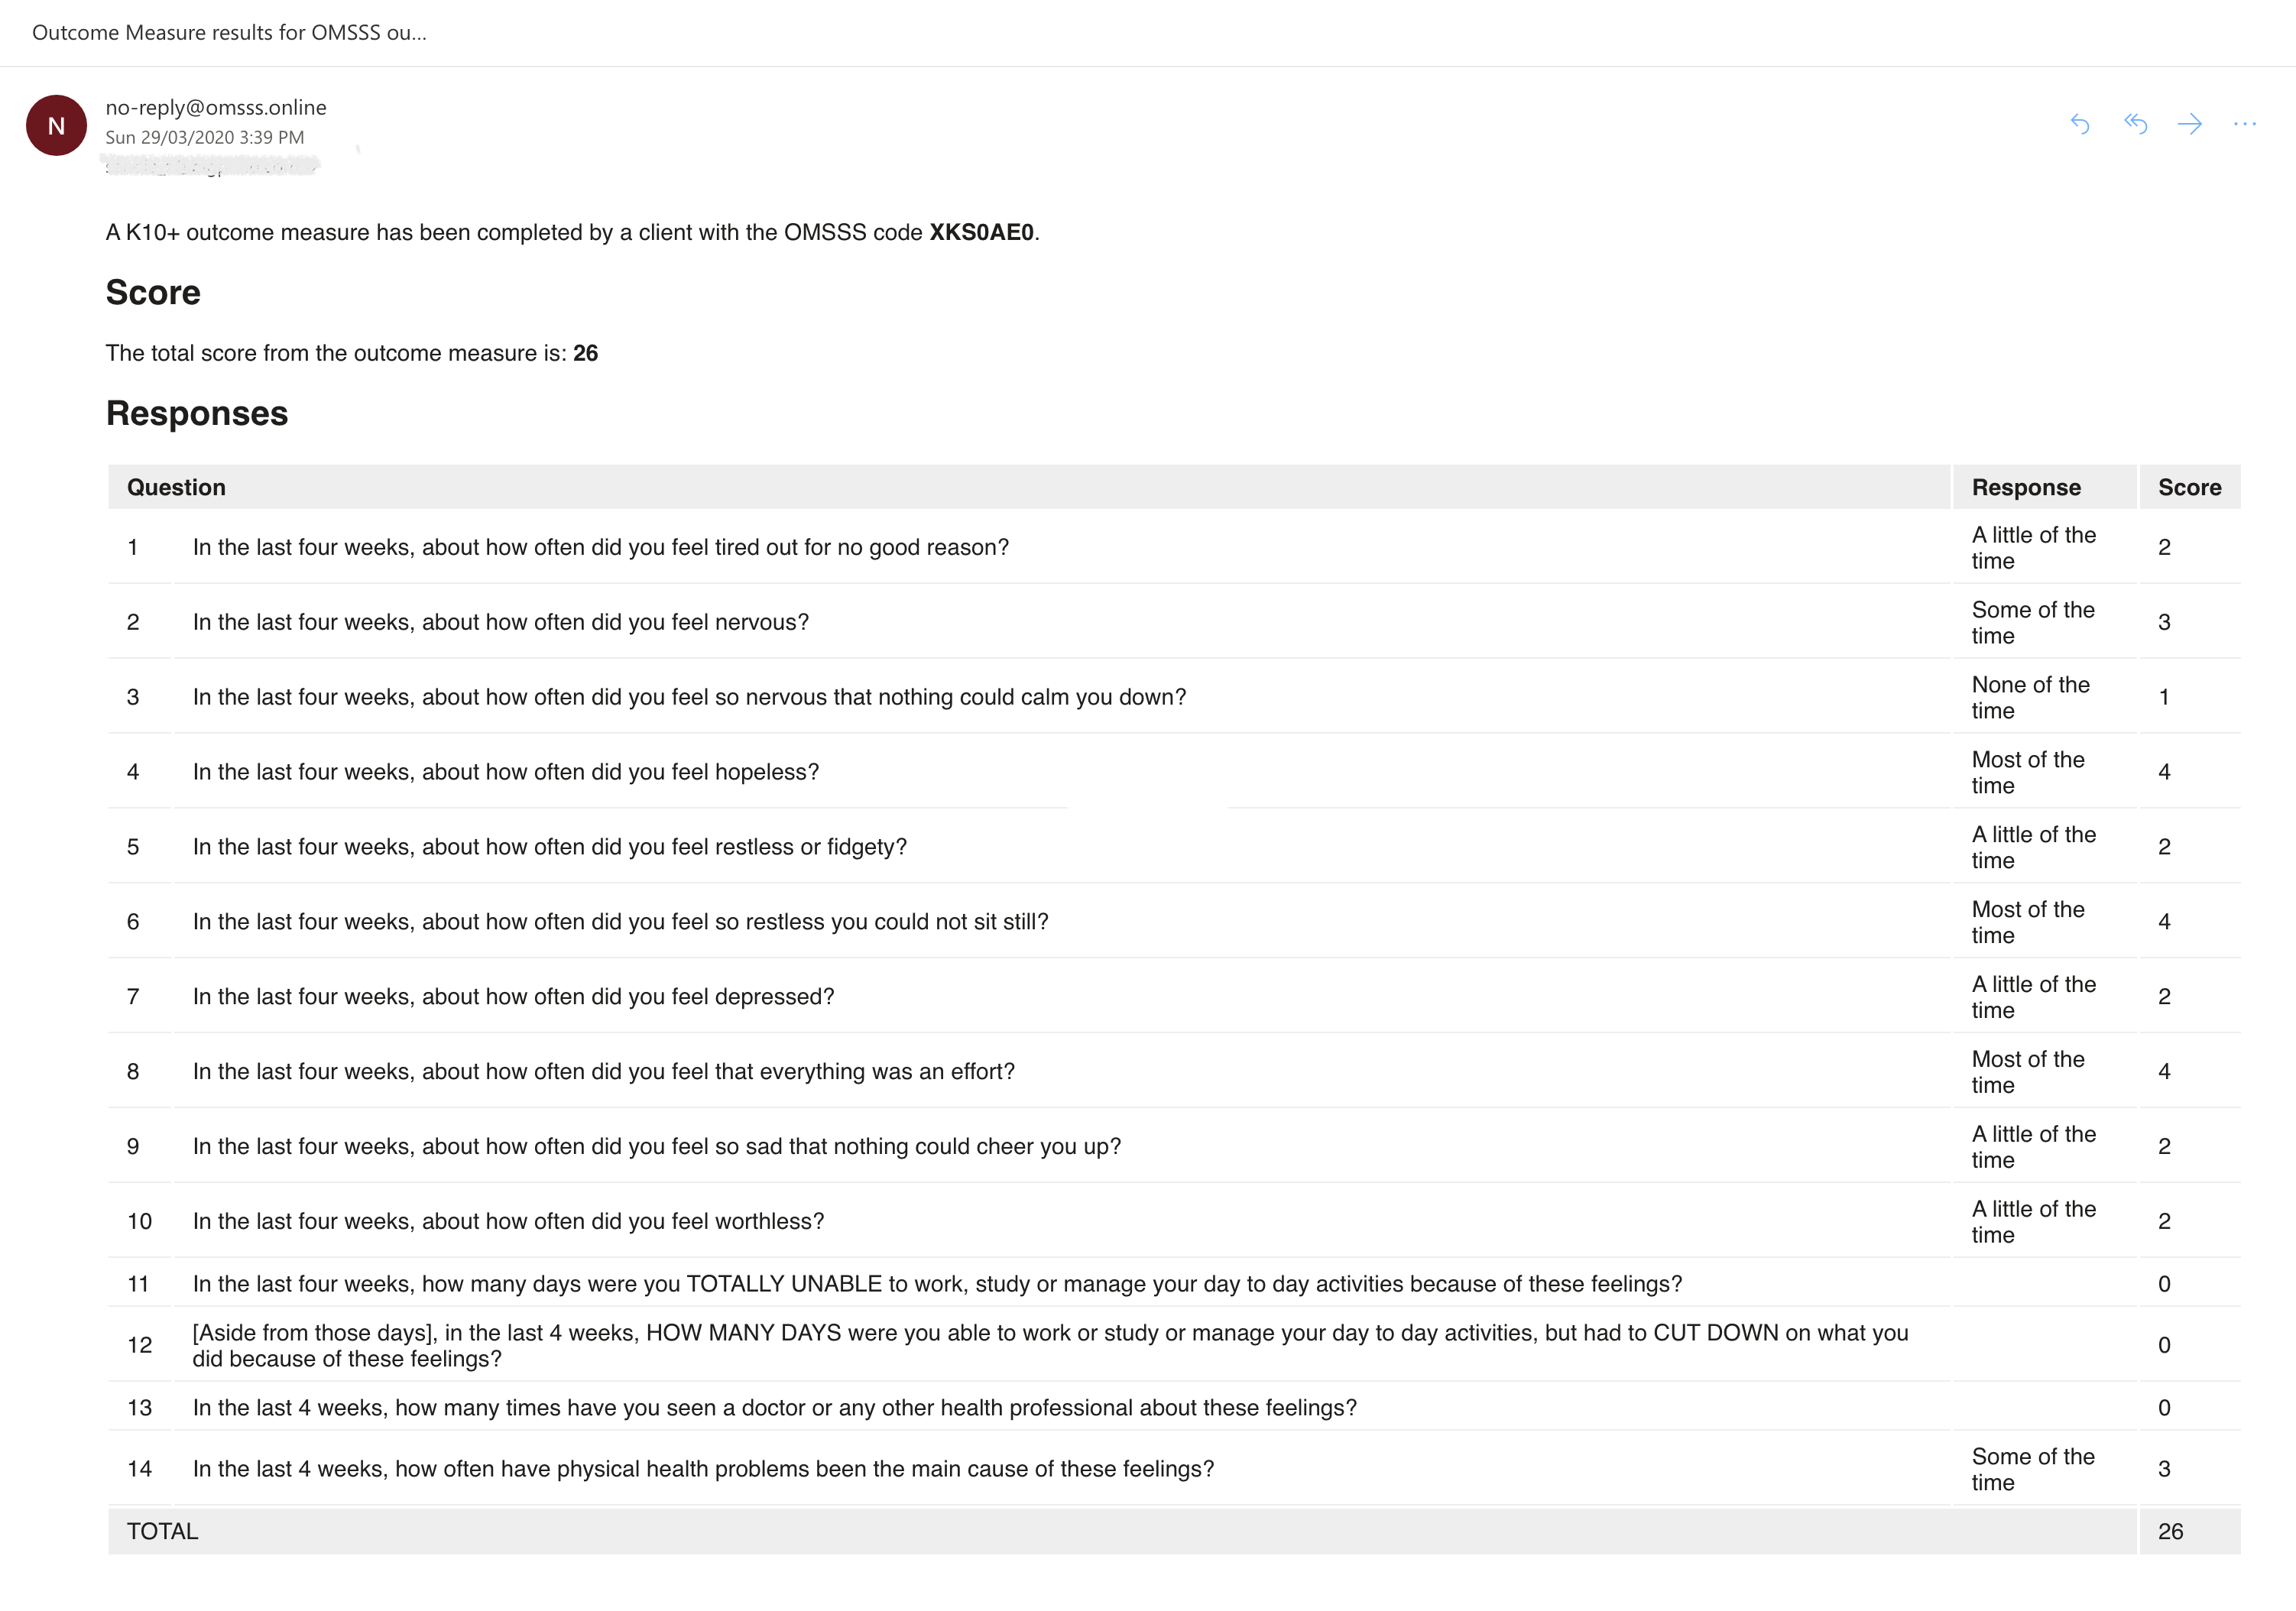 Outcome Measure results for OMSSS ou...
N
no-reply@omsss.online
Sun 29/03/2020 3:39 PM
A K10+ outcome measure has been completed by a client with the OMSSS code XKS0AE0.
Score
The total score from the outcome measure is: 26
Responses
Question Response Score
1 In the last four weeks, about how often did you feel tired out for no good reason? A little of the time 2
2 In the last four weeks, about how often did you feel nervous? Some of the time 3
3 In the last four weeks, about how often did you feel so nervous that nothing could calm you down? None of the time 1
4 In the last four weeks, about how often did you feel hopeless? Most of the time 4
5 In the last four weeks, about how often did you feel restless or fidgety? A little of the time 2
6 In the last four weeks, about how often did you feel so restless you could not sit still? Most of the time 4
7 In the last four weeks, about how often did you feel depressed? A little of the time 2
8 In the last four weeks, about how often did you feel that everything was an effort? Most of the time 4
9 In the last four weeks, about how often did you feel so sad that nothing could cheer you up? A little of the time 2
10 In the last four weeks, about how often did you feel worthless? A little of the time 2
11 In the last four weeks, how many days were you TOTALLY UNABLE to work, study or manage your day to day activities because of these feelings? 0
12 [Aside from those days], in the last 4 weeks, HOW MANY DAYS were you able to work or study or manage your day to day activities, but had to CUT DOWN on what you
did because of these feelings? 0
13 In the last 4 weeks, how many times have you seen a doctor or any other health professional about these feelings? 0
14 In the last 4 weeks, how often have physical health problems been the main cause of these feelings? Some of the time 3
TOTAL 26